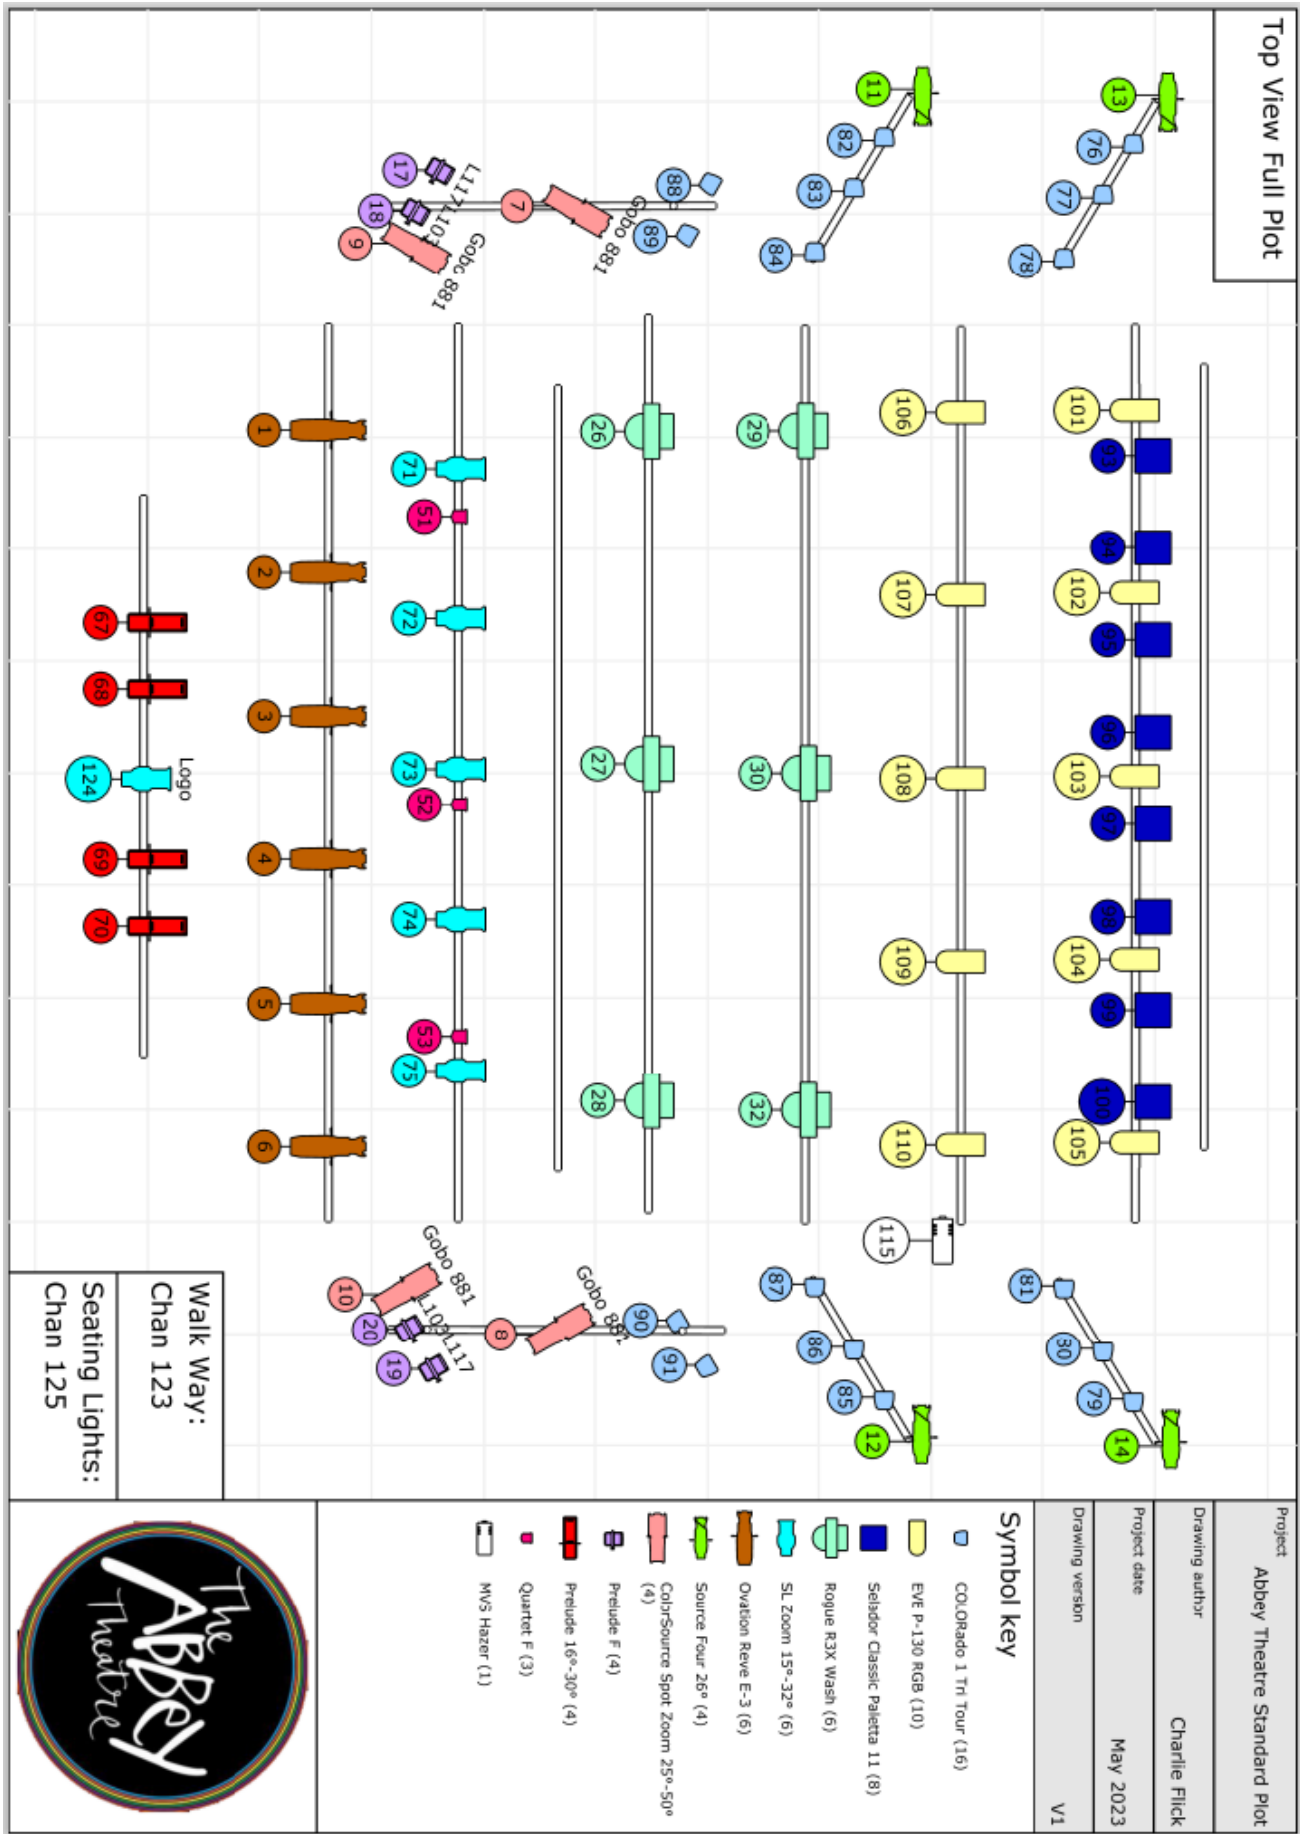 Top View Full Plot
13
76
77
78
101
93
94
102
95
96
103
97
98
104
99
100
105
81
80
79
14
11
82
83
84
106
107
108
109
110
115
87
86
85
12
29
30
32
88
89
26
27
28
90
91
7
Gobo 881
8
Gobo
17
L117
18
L103
9
Gobo 881
71
51
72
73
52
74
53
75
10
Gobo 881
20
L103
19
L117
1
2
3
4
5
6
67
68
124
Logo
69
70
Walk Way:
Chan 123
Seating Lights:
Chan 125
Project
Abbey Theatre Standard Plot
Drawing author
Charlie Flick
Project date
May 2023
Drawing version
V1
Symbol key
COLORado 1 Tri Tour (16)
EVE P-130 RGB (10)
Selador Classic Paletta 11 (8)
Rogue R3X Wash (6)
SL Zoom 15°-32° (6)
Ovation Reve E-3 (6)
Source Four 26° (4)
ColorSource Spot Zoom 25°-50°
(4)
Prelude F (4)
Prelude 16°-30° (4)
Quartet F (3)
MVS Hazer (1)
The
ABBey
Theatre